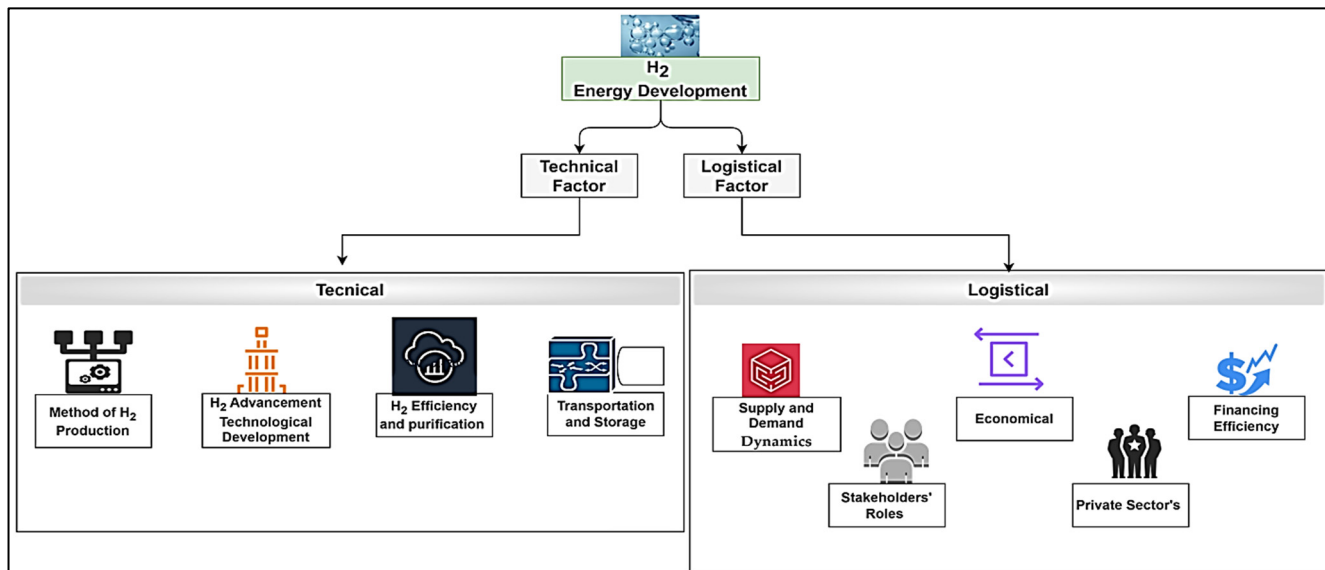 H2
Energy Development
Technical
Factor
Logistical
Factor
Tecnical
Method of H2
Production
H2 Advancement
Technological
Development
H2 Efficiency
and purification
Transportation
and Storage
Logistical
Supply and
Demand
Dynamics
Stakeholders'
Roles
Economical
Private Sector's
Financing
Efficiency